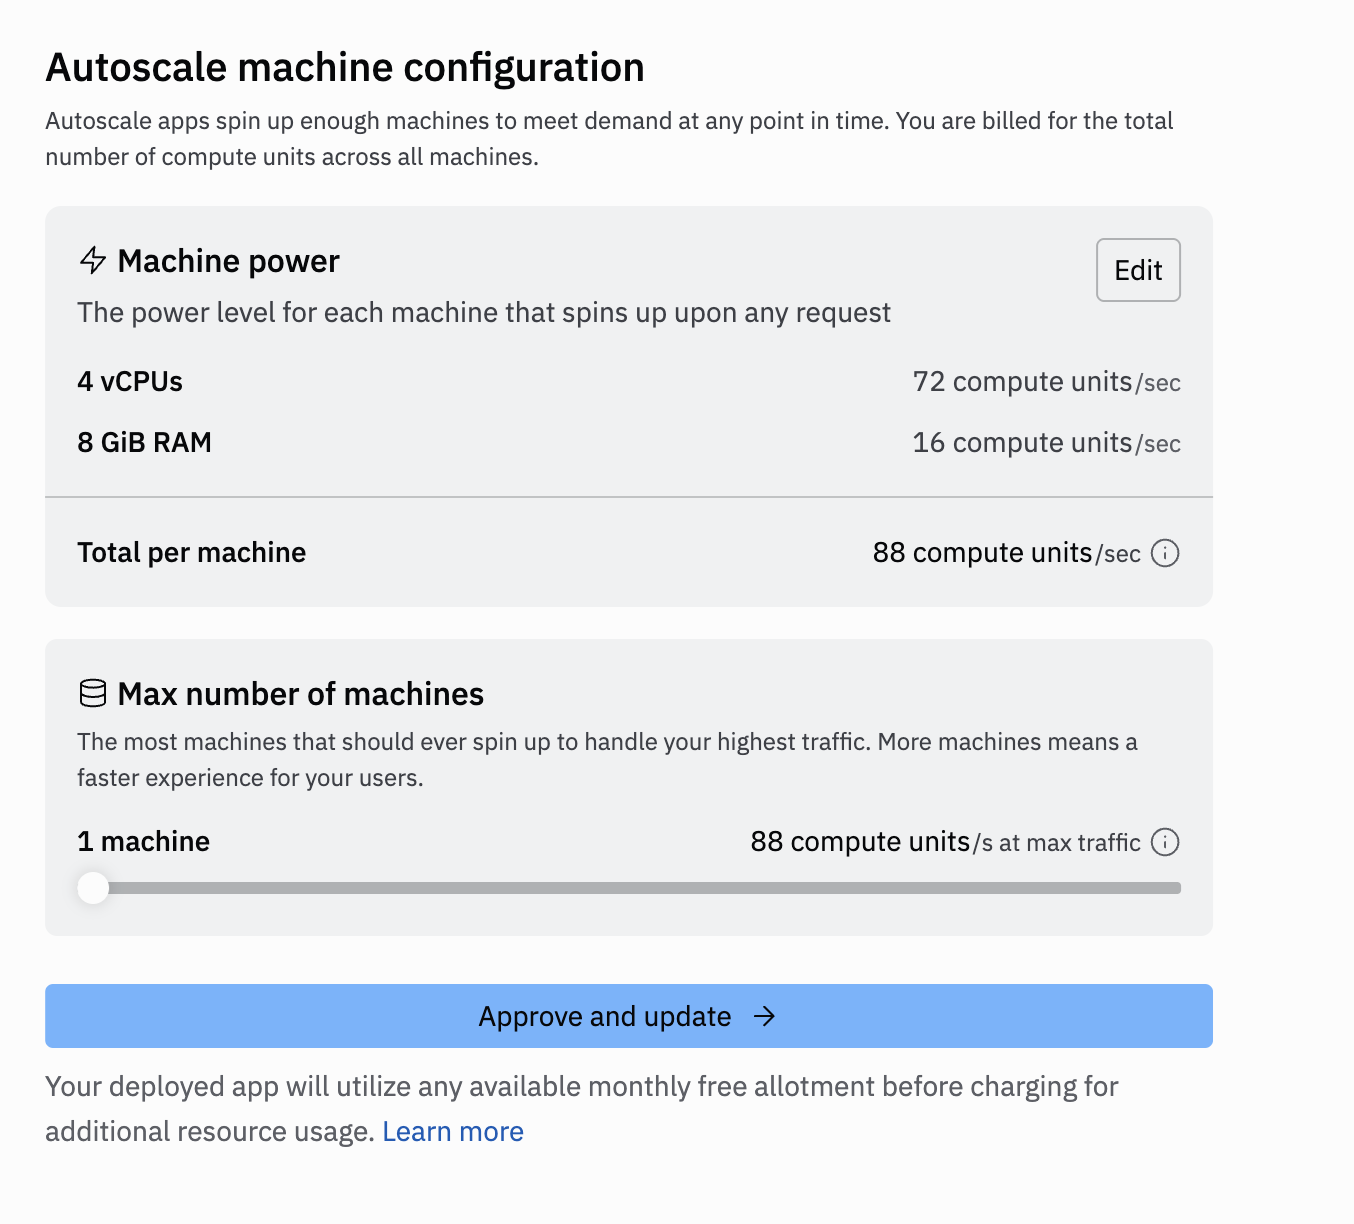 Autoscale machine configuration
Autoscale apps spin up enough machines to meet demand at any point in time. You are billed for the total
number of compute units across all machines.
Machine power
Edit
The power level for each machine that spins up upon any request
4 vCPUs 72 compute units/sec
8 GiB RAM 16 compute units/sec
Total per machine 88 compute units/sec
Max number of machines
The most machines that should ever spin up to handle your highest traffic. More machines means a
faster experience for your users.
1 machine 88 compute units/s at max traffic
Approve and update →
Your deployed app will utilize any available monthly free allotment before charging for
additional resource usage. Learn more